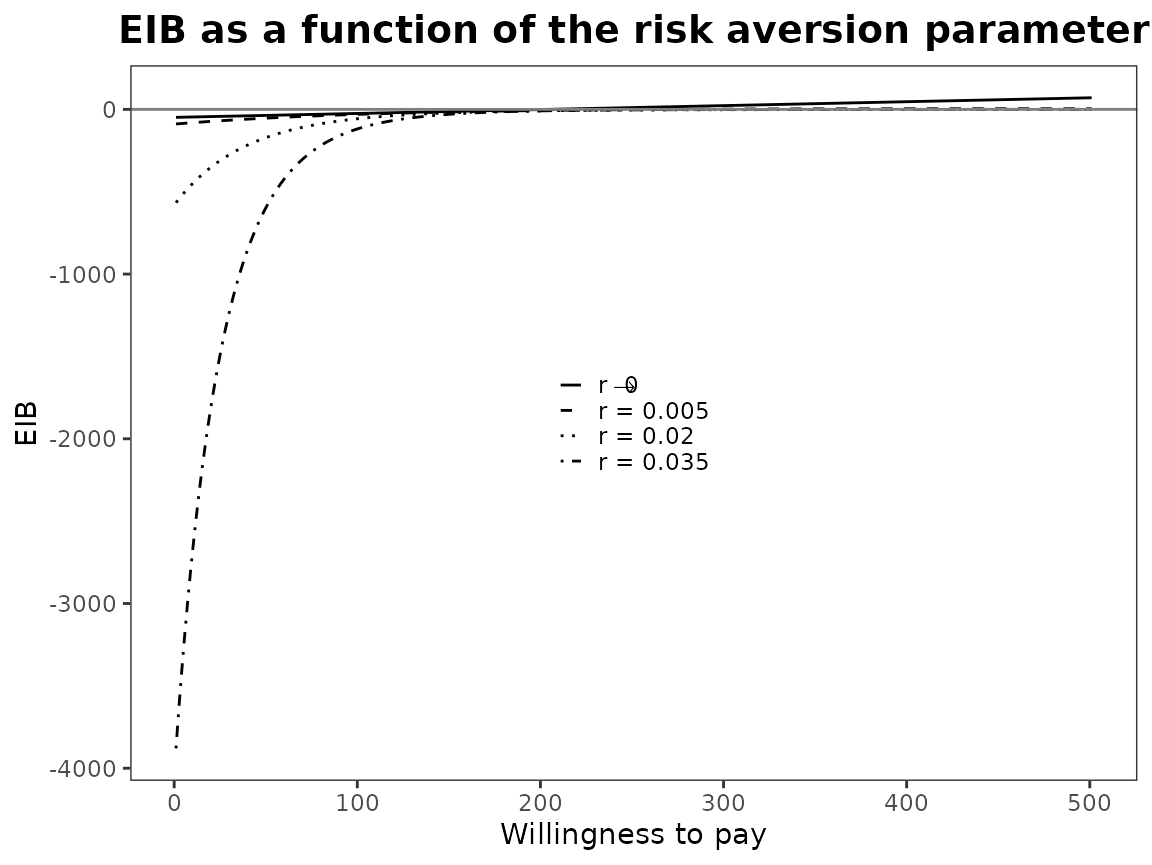 EIB as a function of the risk aversion parameter
0
-1000
-2000
-3000
-4000
EIB
r → 0
r = 0.005
r = 0.02
r = 0.035
0 100 200 300 400 500
Willingness to pay